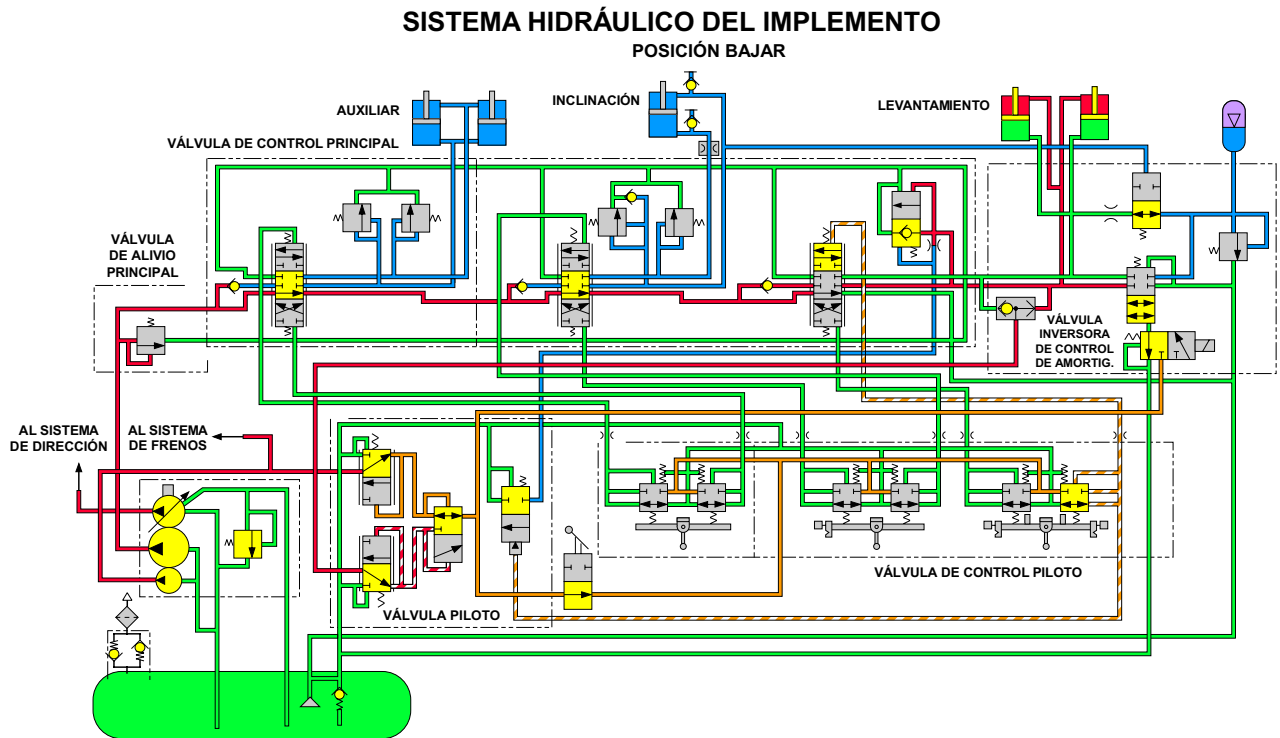 SISTEMA HIDRÁULICO DEL IMPLEMENTO
POSICIÓN BAJAR
AUXILIAR
INCLINACIÓN
LEVANTAMIENTO
VÁLVULA DE CONTROL PRINCIPAL
VÁLVULA
DE ALIVIO
PRINCIPAL
VÁLVULA
INVERSORA
DE CONTROL
DE AMORTIG.
AL SISTEMA
DE DIRECCIÓN
AL SISTEMA
DE FRENOS
VÁLVULA DE CONTROL PILOTO
VÁLVULA PILOTO